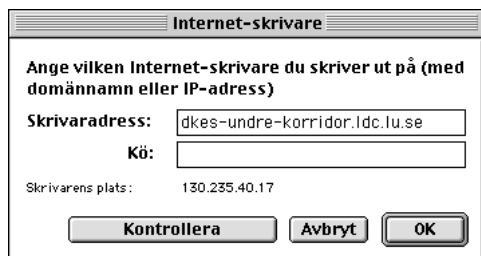 Internet-skrivare
Ange vilken Internet-skrivare du skriver ut på (med
domännamn eller IP-adress)
Skrivaradress: dkes-undre-korridor.ldc.lu.se
Kö:
Skrivarens plats: 130.235.40.17
Kontrollera Avbryt OK